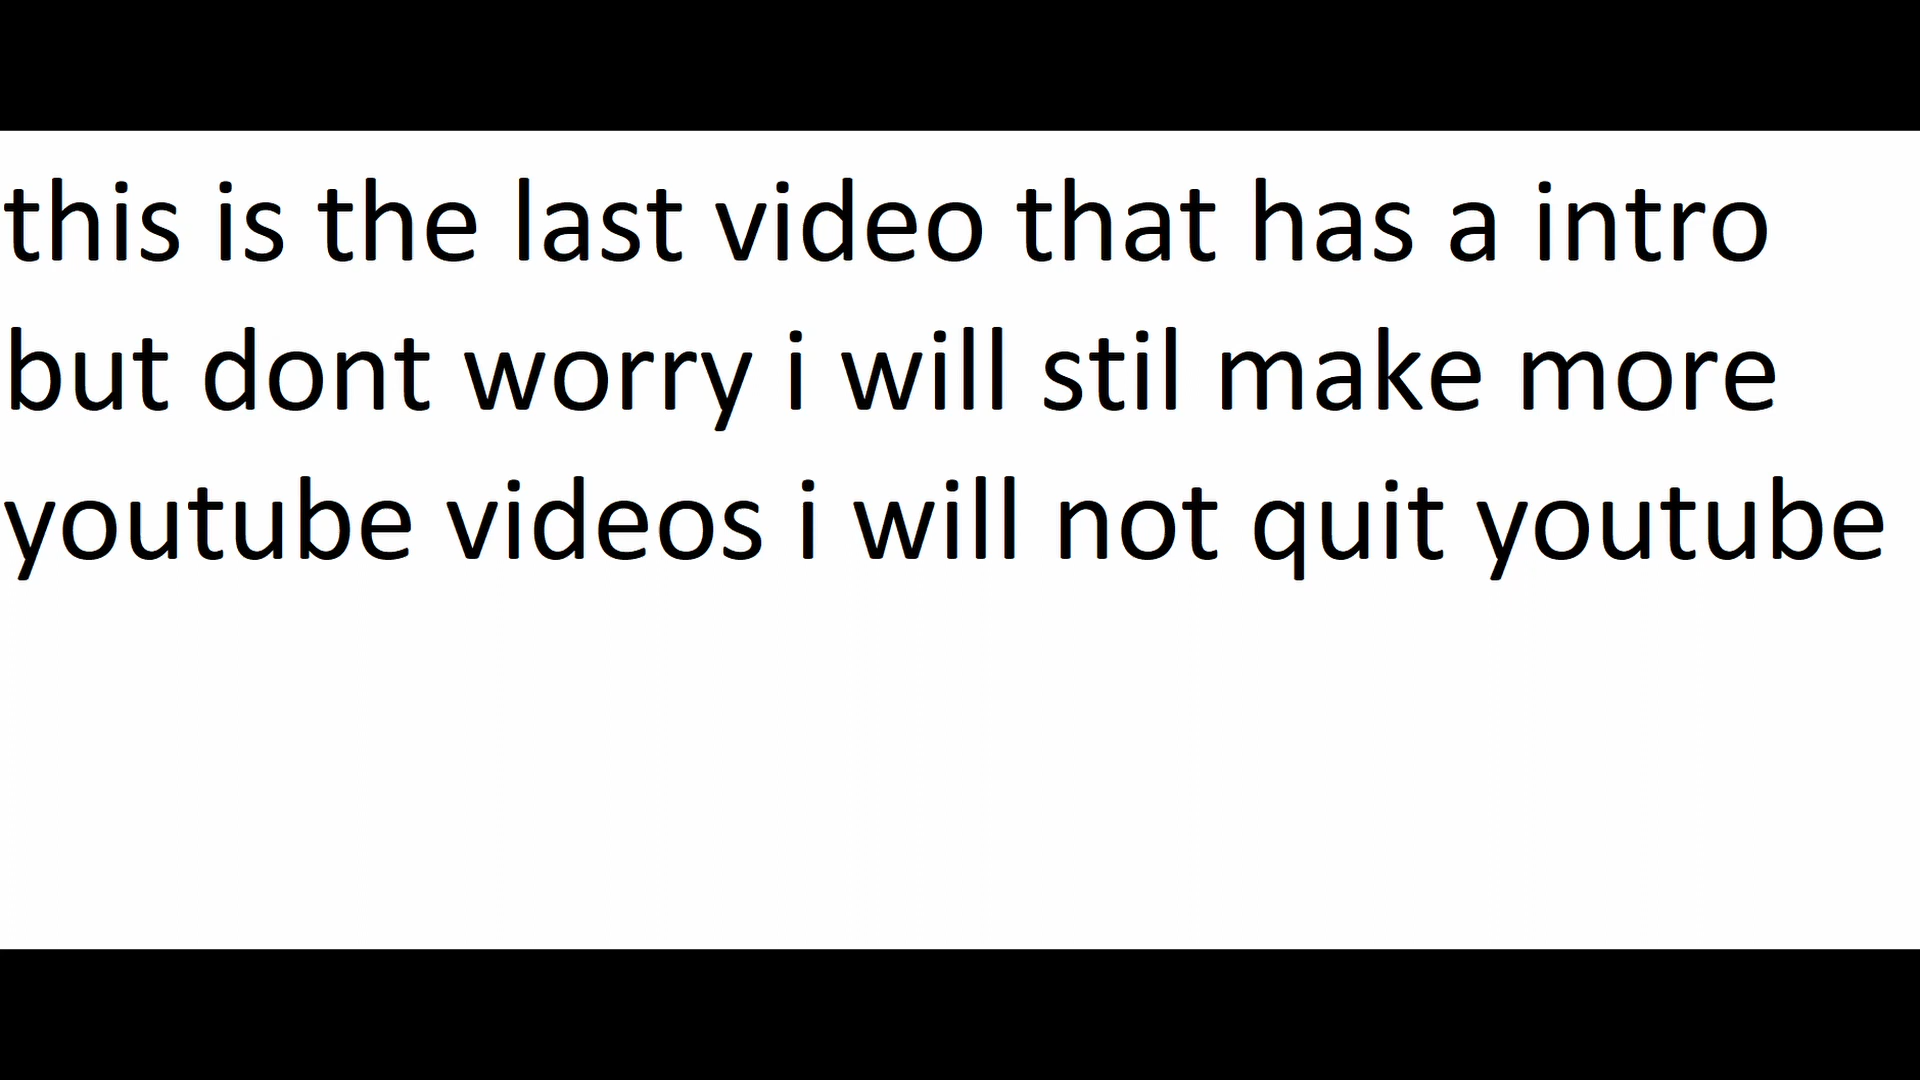 this is the last video that has a intro
but dont worry i will stil make more
youtube videos i will not quit youtube